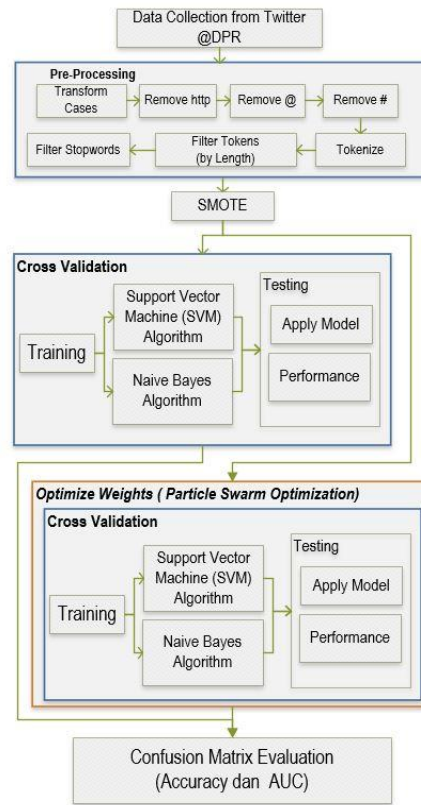 Data Collection from Twitter
@DPR
Pre-Processing
Transform
Cases
Remove http
Remove @
Remove #
Filter Stopwords
Filter Tokens
(by Length)
Tokenize
SMOTE
Cross Validation
Training
Support Vector
Machine (SVM)
Algorithm
Naive Bayes
Algorithm
Testing
Apply Model
Performance
Optimize Weights ( Particle Swarm Optimization)
Cross Validation
Training
Support Vector
Machine (SVM)
Algorithm
Naive Bayes
Algorithm
Testing
Apply Model
Performance
Confusion Matrix Evaluation
(Accuracy dan AUC)